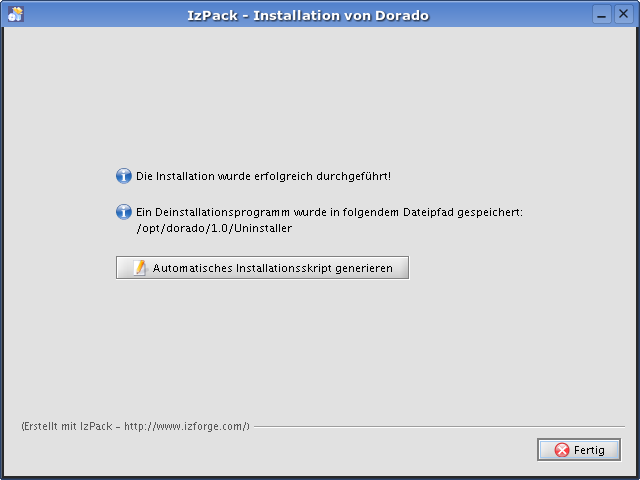 IzPack - Installation von Dorado
Die Installation wurde erfolgreich durchgeführt!
Ein Deinstallationsprogramm wurde in folgendem Dateipfad gespeichert:
/opt/dorado/1.0/Uninstaller
Automatisches Installationsskript generieren
(Erstellt mit IzPack - http://www.izforge.com/)
Fertig